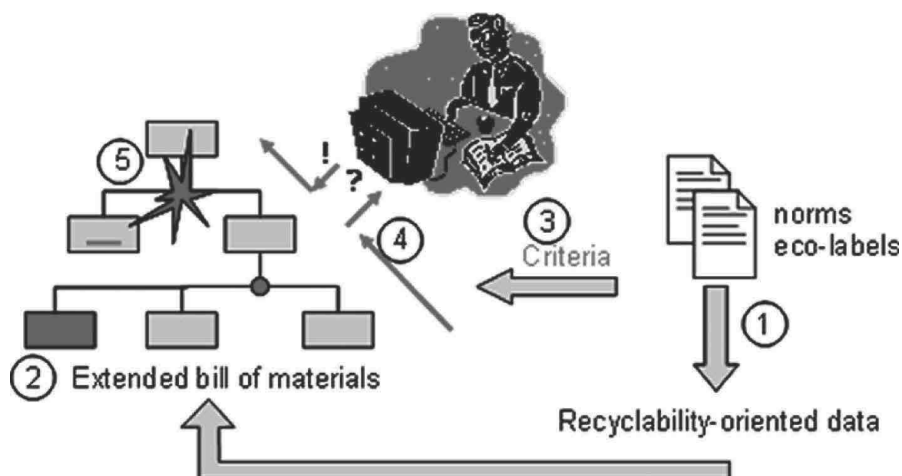 5
!
?
4
3
Criteria
norms
eco-labels
1
2 Extended bill of materials
Recyclability-oriented data